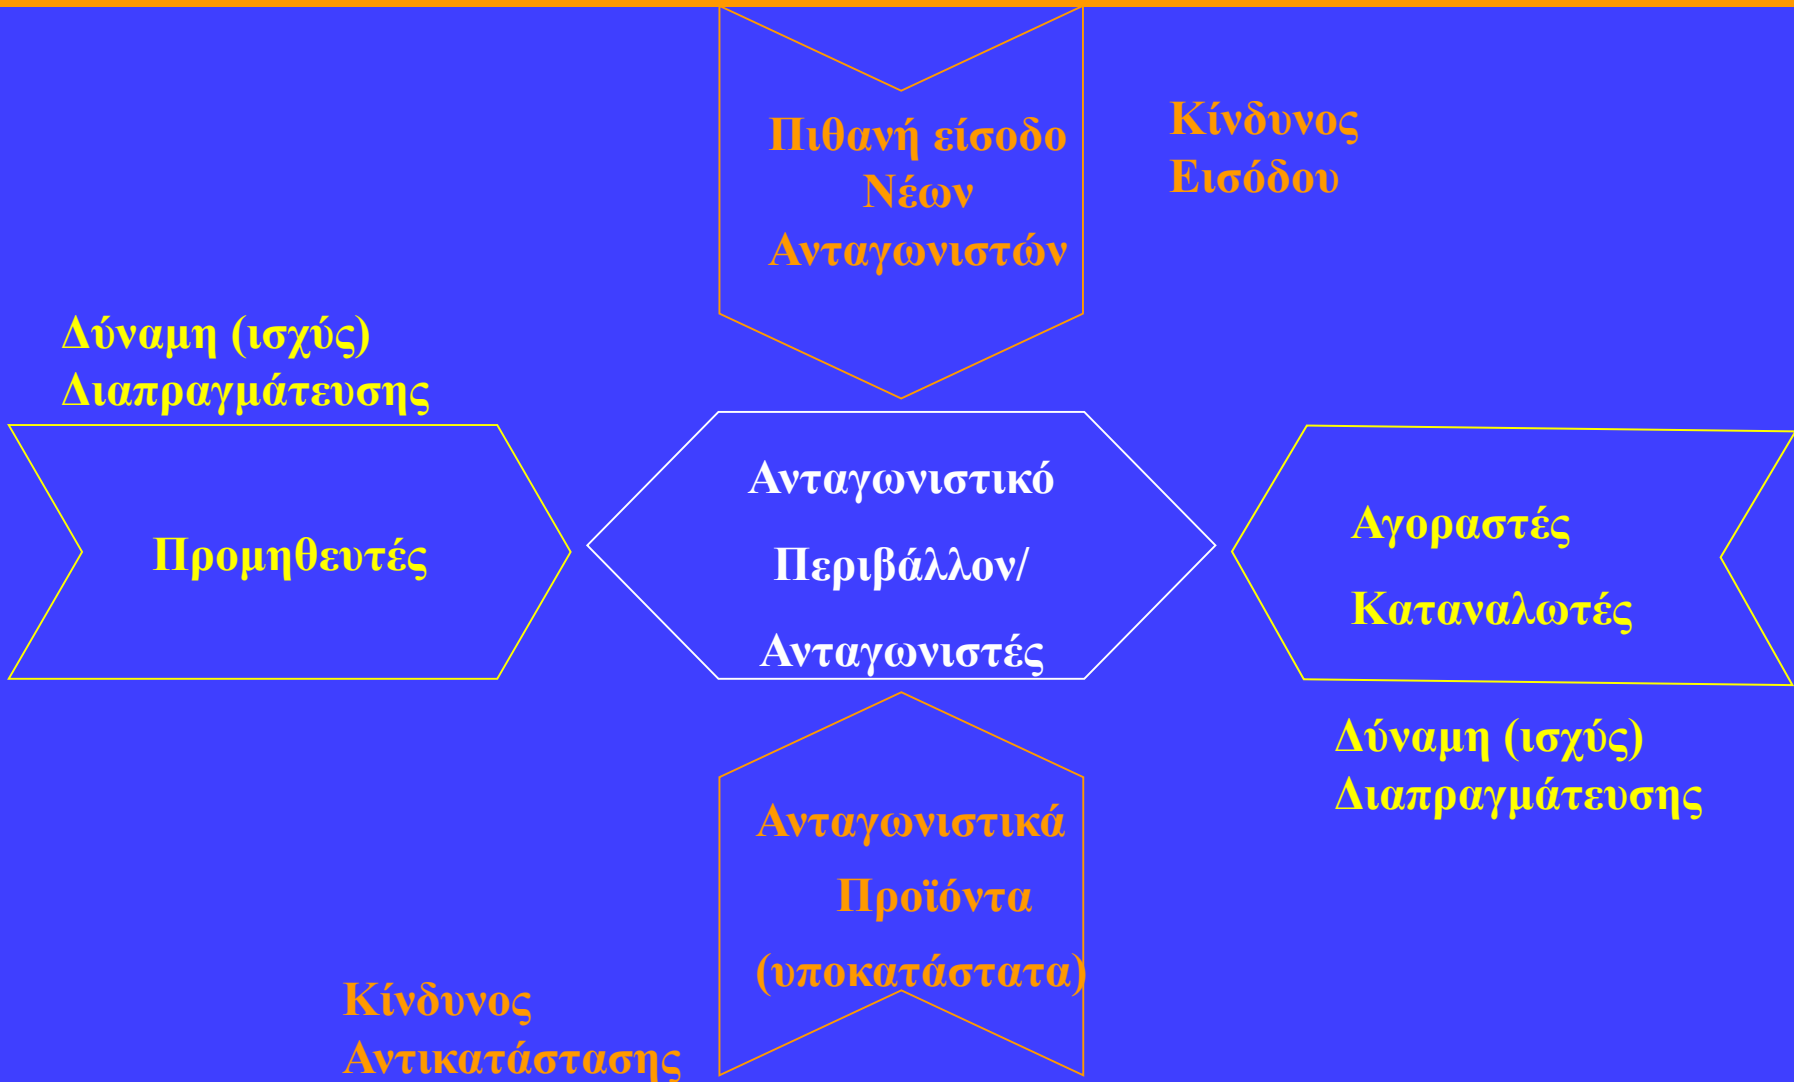 Πιθανή είσοδο
Νέων
Ανταγωνιστών
Κίνδυνος
Εισόδου
Δύναμη (ισχύς)
Διαπραγμάτευσης
Προμηθευτές
Ανταγωνιστικό
Περιβάλλον/
Ανταγωνιστές
Αγοραστές
Καταναλωτές
Δύναμη (ισχύς)
Διαπραγμάτευσης
Ανταγωνιστικά
Προϊόντα
(υποκατάστατα)
Κίνδυνος
Αντικατάστασης